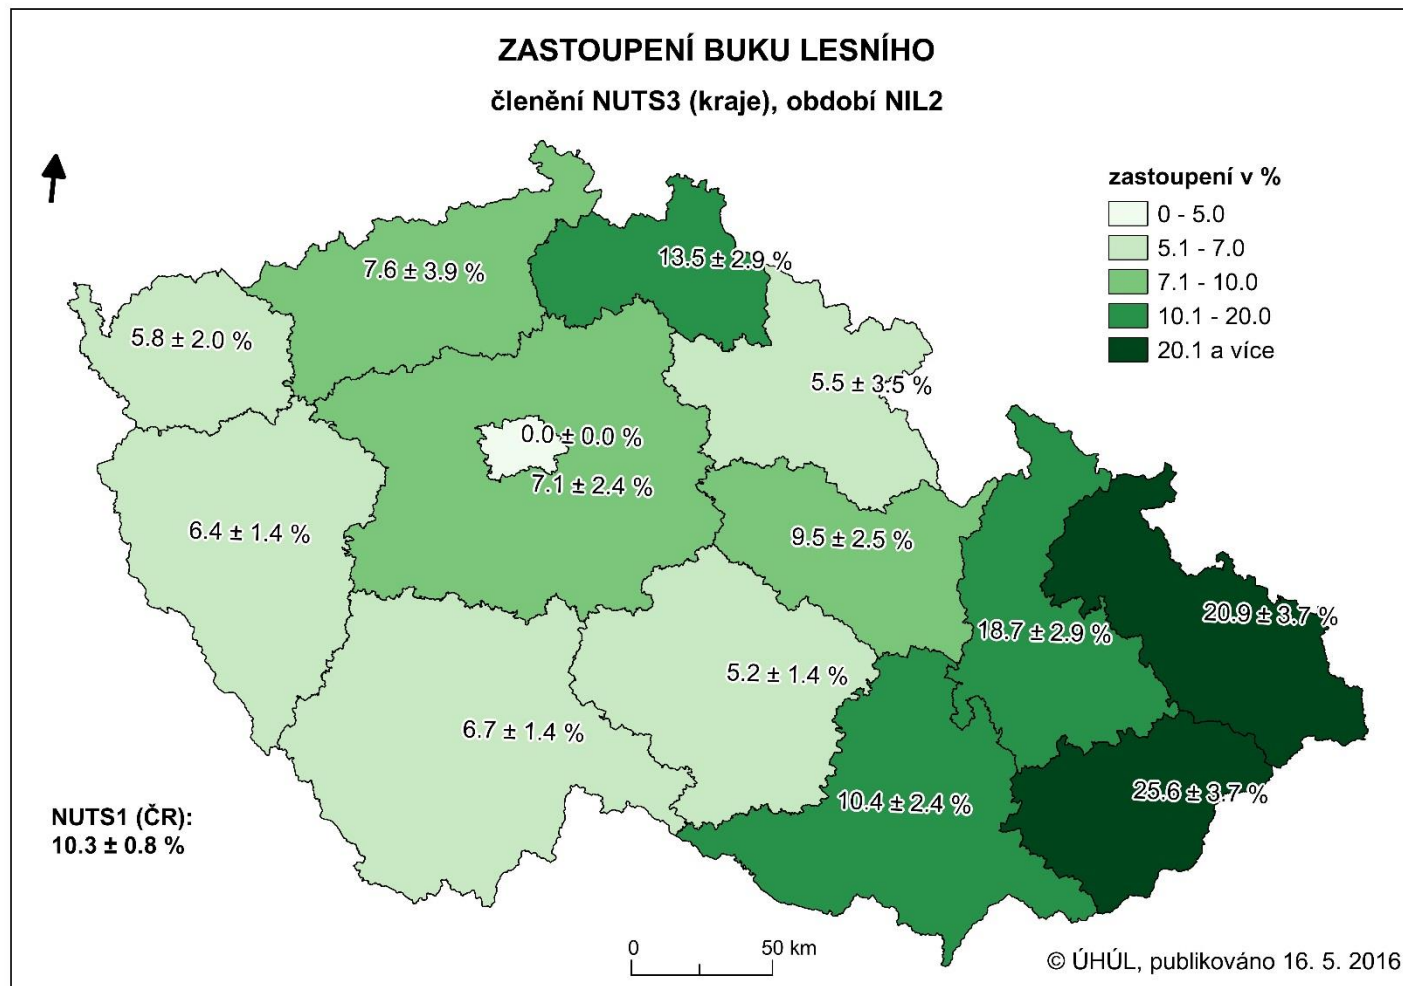 ZASTOUPENÍ BUKU LESNÍHO
členění NUTS3 (kraje), období NIL2
zastoupení v %
0 - 5.0
5.1 - 7.0
7.1 - 10.0
10.1 - 20.0
20.1 a více
13.5 ± 2.9 %
7.6 ± 3.9 %
5.8 ± 2.0 %
5.5 ± 3.5 %
0.0 ± 0.0 %
7.1 ± 2.4 %
6.4 ± 1.4 %
9.5 ± 2.5 %
20.9 ± 3.7 %
18.7 ± 2.9 %
5.2 ± 1.4 %
6.7 ± 1.4 %
25.6 ± 3.7 %
10.4 ± 2.4 %
NUTS1 (ČR):
10.3 ± 0.8 %
0 50 km
© ÚHÚL, publikováno 16. 5. 2016